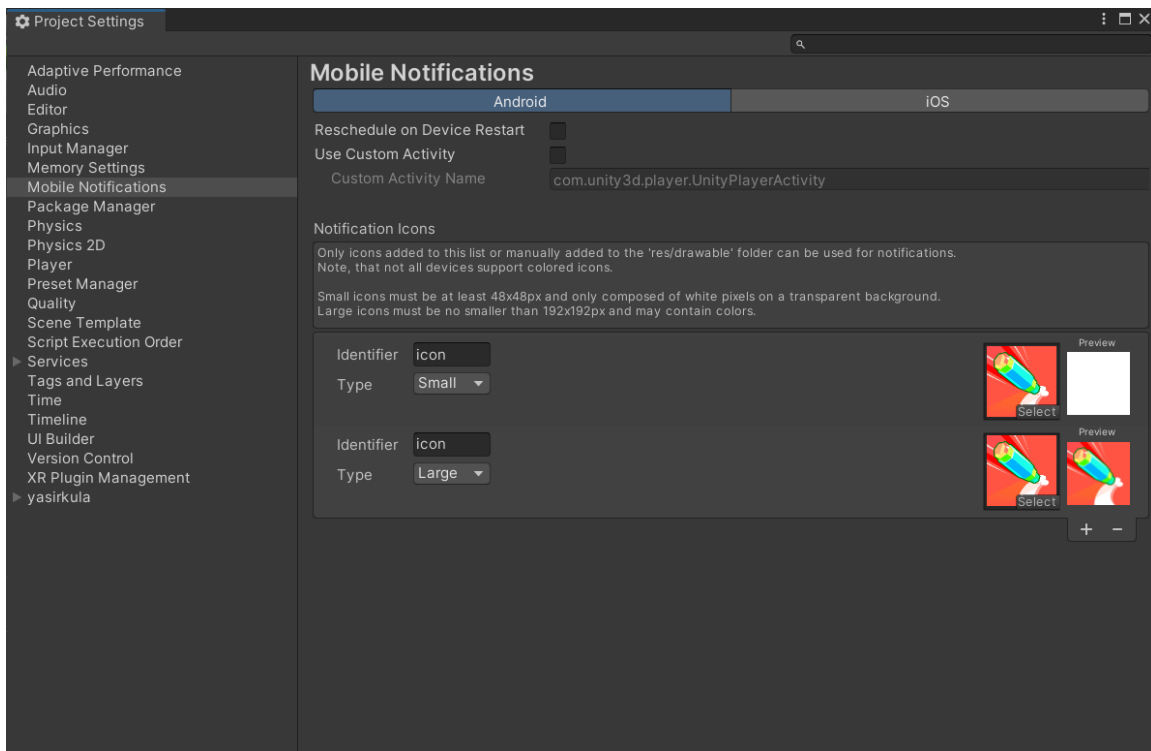 Project Settings
Adaptive Performance
Audio
Editor
Graphics
Input Manager
Memory Settings
Mobile Notifications
Package Manager
Physics
Physics 2D
Player
Preset Manager
Quality
Scene Template
Script Execution Order
Services
Tags and Layers
Time
Timeline
UI Builder
Version Control
XR Plugin Management
yasirkula
Mobile Notifications
Android iOS
Reschedule on Device Restart
Use Custom Activity
Custom Activity Name com.unity3d.player.UnityPlayerActivity
Notification Icons
Only icons added to this list or manually added to the 'res/drawable' folder can be used for notifications.
Note, that not all devices support colored icons.
Small icons must be at least 48x48px and only composed of white pixels on a transparent background.
Large icons must be no smaller than 192x192px and may contain colors.
Identifier icon
Type Small
Select
Preview
Identifier icon
Type Large
Select
Preview